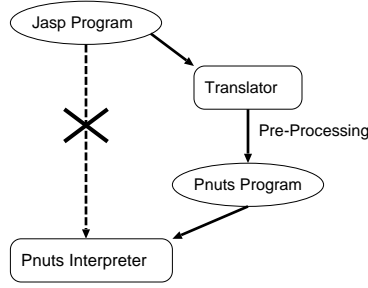 Jasp Program
Translator
Pre-Processing
Pnuts Program
Pnuts Interpreter